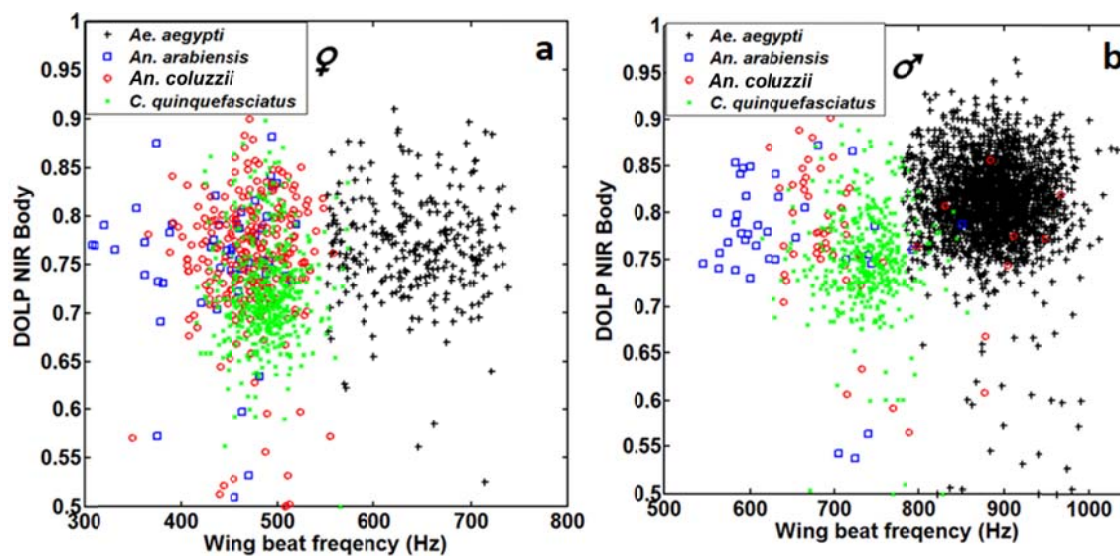 1
0.95
0.9
0.85
0.8
0.75
0.7
0.65
0.6
0.55
0.5
DOLP NIR Body
300 400 500 600 700 800
Wing beat freqency (Hz)
Ae. aegypti
An. arabiensis
An. coluzzii
C. quinquefasciatus
♀
a
1
0.95
0.9
0.85
0.8
0.75
0.7
0.65
0.6
0.55
0.5
DOLP NIR Body
500 600 700 800 900 1000
Wing beat freqency (Hz)
Ae. aegypti
An. arabiensis
An. coluzzii
C. quinquefasciatus
♂
b